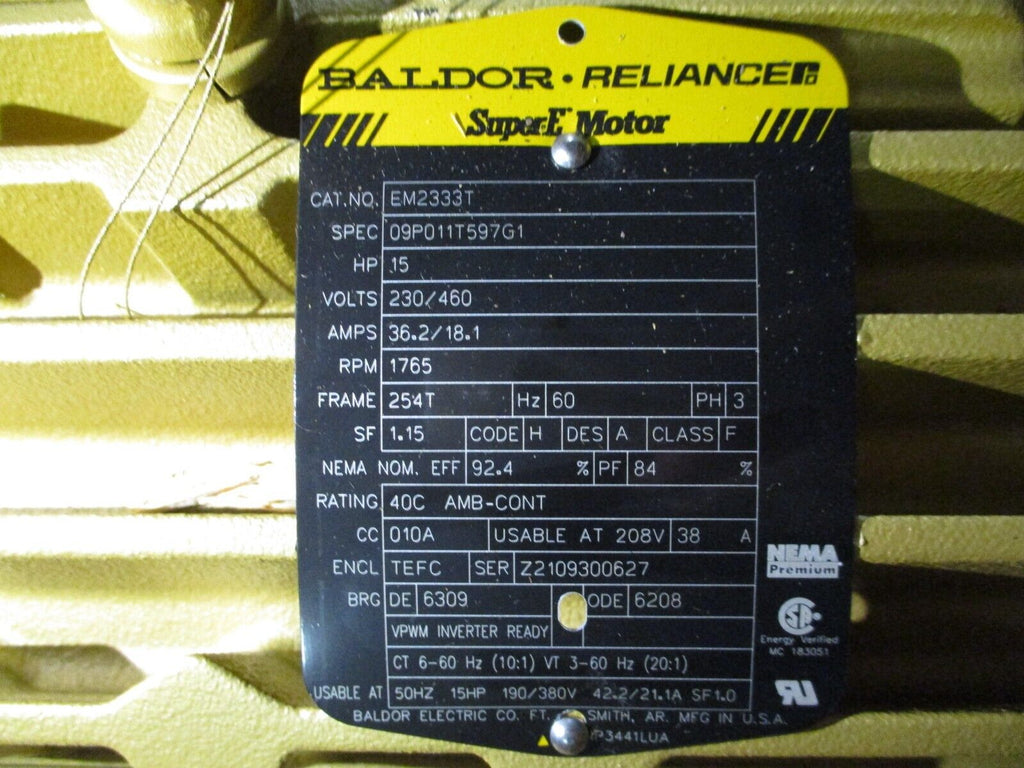 BALDOR • RELIANCE
Super-E Motor
CAT.NO. EM2333T
SPEC 09P011T597G1
HP 15
VOLTS 230/460
AMPS 36.2/18.1
RPM 1765
FRAME 254T Hz 60 PH 3
SF 1.15 CODE H DES A CLASS F
NEMA NOM. EFF 92.4 % PF 84 %
RATING 40C AMB-CONT
CC 010A USABLE AT 208V 38 A
ENCL TEFC SER Z2109300627
BRG DE 6309 ODE 6208
VPWM INVERTER READY
CT 6-60 Hz (10:1) VT 3-60 Hz (20:1)
USABLE AT 50HZ 15HP 190/380V 42.2/21.1A SF1.0
BALDOR ELECTRIC CO. FT. SMITH, AR. MFG IN U.S.A.
P3441LUA
NEMA
Premium
Energy Verified
MC 183051